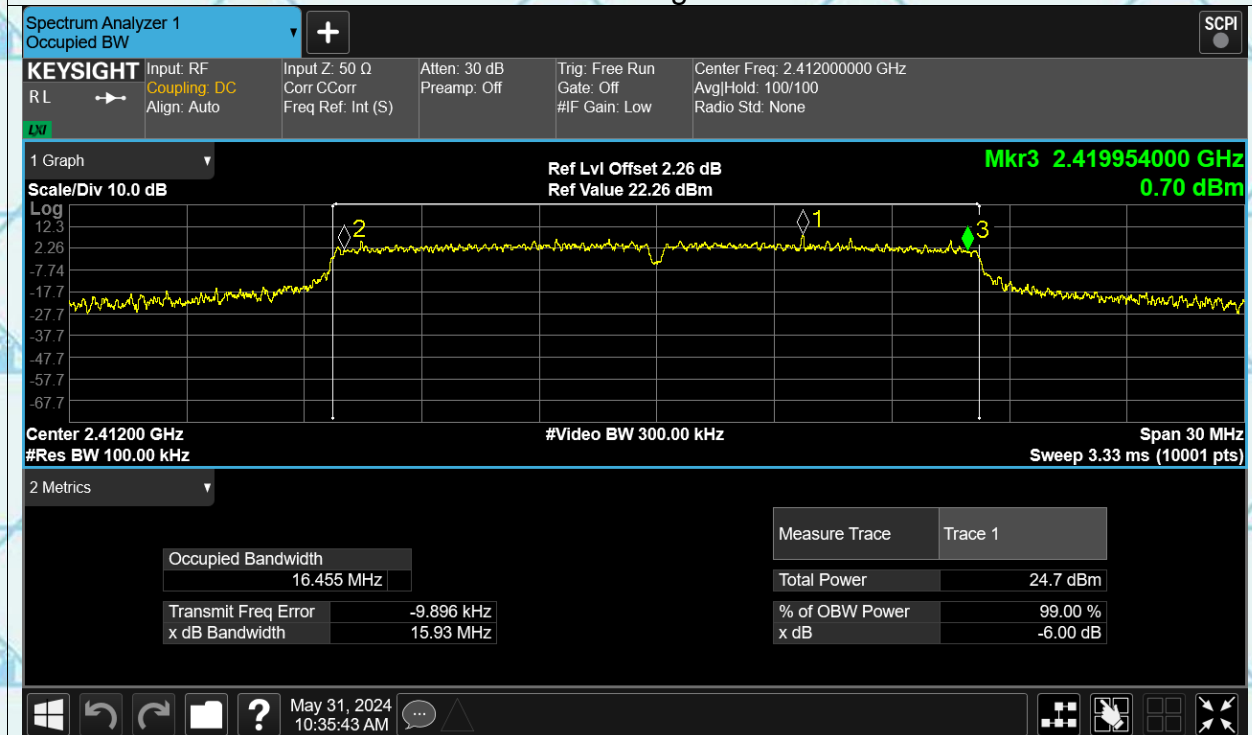 Spectrum Analyzer 1
Occupied BW
SCPI
KEYSIGHT
RL
LXI
Input: RF
Coupling: DC
Align: Auto
Input Z: 50 Ω
Corr CCorr
Freq Ref: Int (S)
Atten: 30 dB
Preamp: Off
Trig: Free Run
Gate: Off
#IF Gain: Low
Center Freq: 2.412000000 GHz
Avg|Hold: 100/100
Radio Std: None
1 Graph
Scale/Div 10.0 dB
Ref Lvl Offset 2.26 dB
Ref Value 22.26 dBm
Mkr3 2.419954000 GHz
0.70 dBm
Log
12.3
2.26
-7.74
-17.7
-27.7
-37.7
-47.7
-57.7
-67.7
2
1
3
Center 2.41200 GHz
#Video BW 300.00 kHz
Span 30 MHz
#Res BW 100.00 kHz
Sweep 3.33 ms (10001 pts)
2 Metrics
Measure Trace Trace 1
Occupied Bandwidth
16.455 MHz
Total Power 24.7 dBm
Transmit Freq Error -9.896 kHz
% of OBW Power 99.00 %
x dB Bandwidth 15.93 MHz
x dB -6.00 dB
?
May 31, 2024
10:35:43 AM